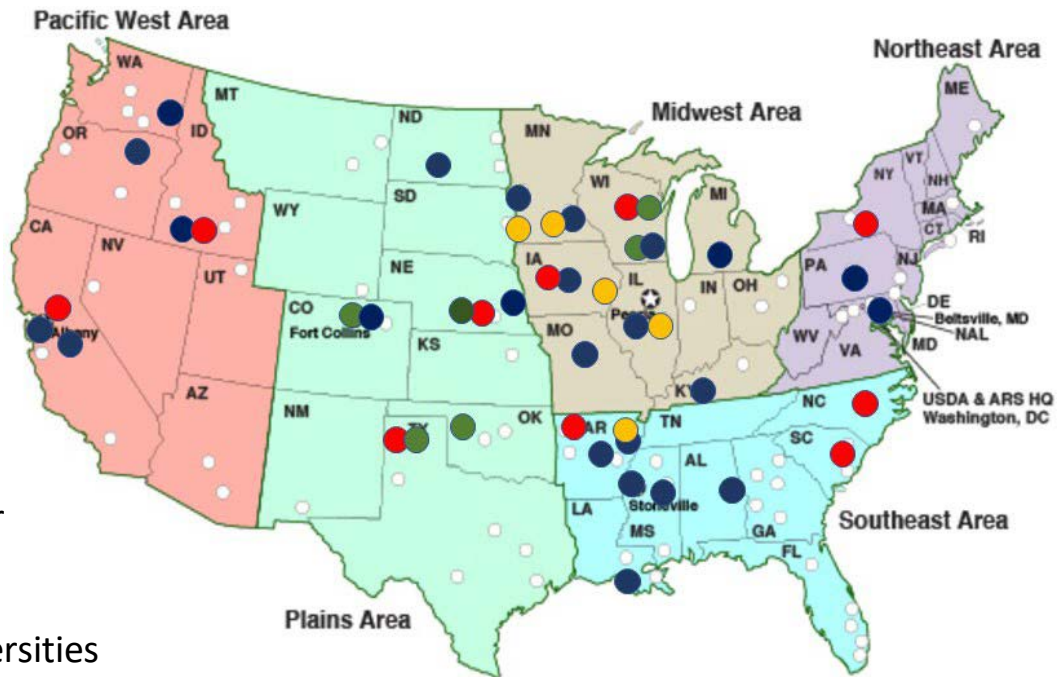 Pacific West Area
Northeast Area
Midwest Area
WA
MT
ND
MN
ME
OR
ID
VT
NY
NH
WI
MI
MA
CT
RI
SD
WY
CA
NV
IA
PA
NJ
UT
NE
IL
IN
OH
DE
Beltsville, MD
NAL
CO
Fort Collins
Albany
MO
WV
VA
MD
KS
KY
USDA & ARS HQ
Washington, DC
AZ
NM
OK
NC
TN
AR
SC
AL
Stoneville
LA
MS
GA
Southeast Area
FL
Plains Area
ersities